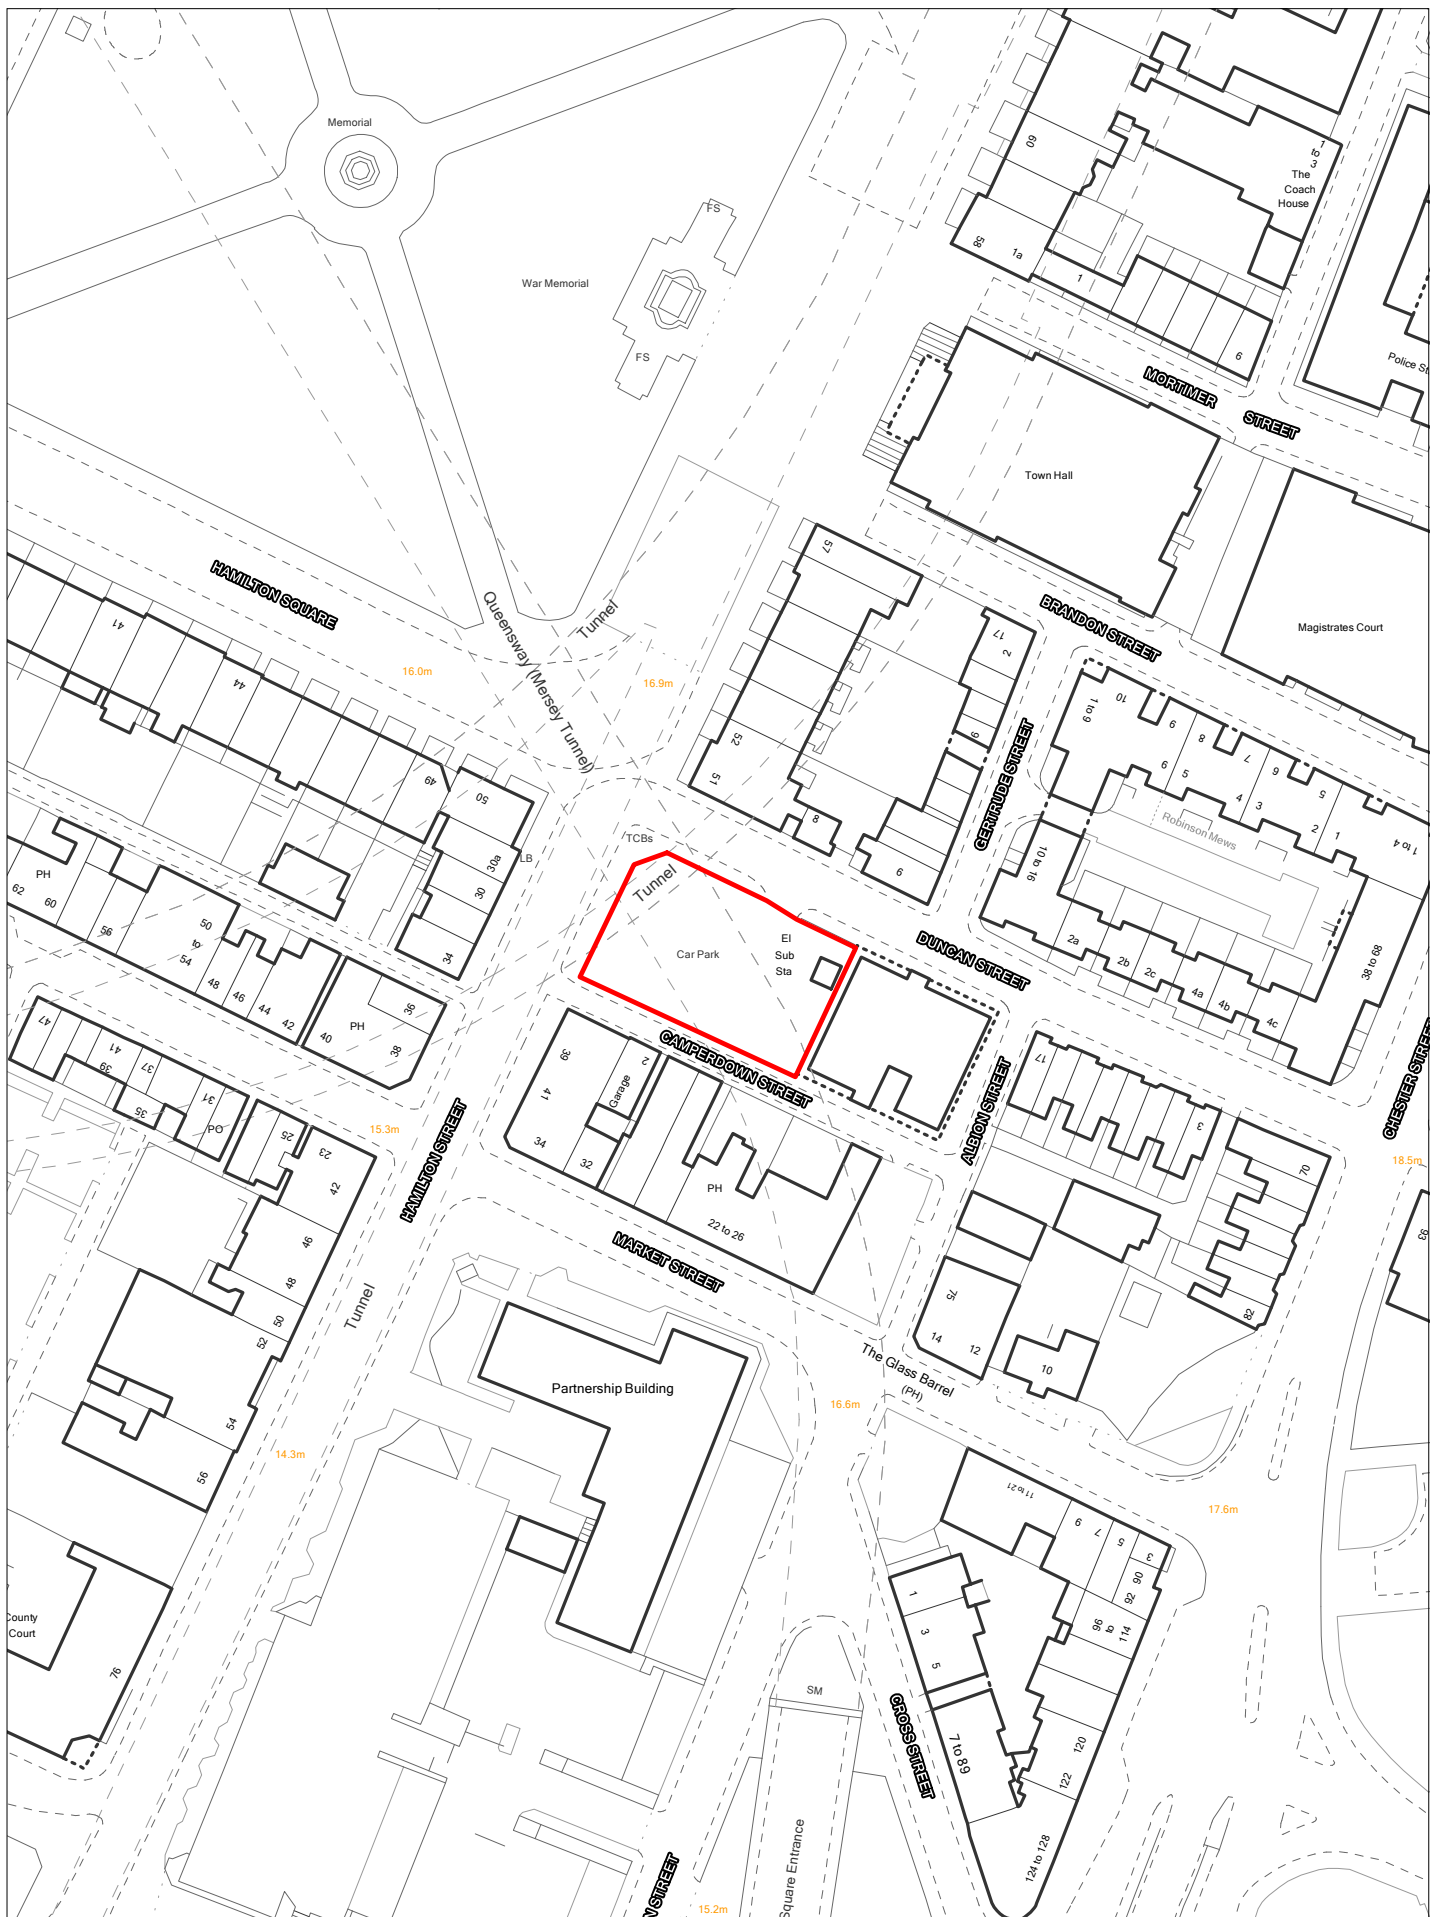 Memorial
War Memorial
FS
FS
60
58
1a
1
6
1
to
3
The
Coach
House
MORTIMER STREET
Town Hall
Magistrates Court
BRANDON STREET
HAMILTON SQUARE
41
44
49
50
16.0m
Queensway (Mersey Tunnel)
Tunnel
16.9m
57
52
51
8
17
2
9
6
GERTRUDE STREET
1 to 9
10
9
8
7
6
5
6
5
4
3
2
1
1 to 4
Robinson Mews
10 to 16
2a
2b
2c
4a
4b
4c
38 to 68
TCBs
Tunnel
LB
30a
30
34
Car Park
El
Sub
Sta
DUNCAN STREET
CAMPERDOWN STREET
ALBION STREET
CHESTER STREET
PH
62
60
56
50
to
54
48
46
44
42
PH
40
36
38
47
41
39
37
35
31
PO
25
23
42
46
48
50
52
54
56
15.3m
HAMILTON STREET
39
41
34
32
2
Garage
PH
22 to 26
MARKET STREET
17
3
70
82
18.5m
93
75
14
12
10
The Glass Barrel
(PH)
16.6m
Partnership Building
Tunnel
14.3m
17.6m
11 to 21
9
7
5
3
90
92
96
to
114
120
122
124 to 128
1
3
5
7 to 89
CROSS STREET
SM
Square Entrance
County
Court
76
15.2m